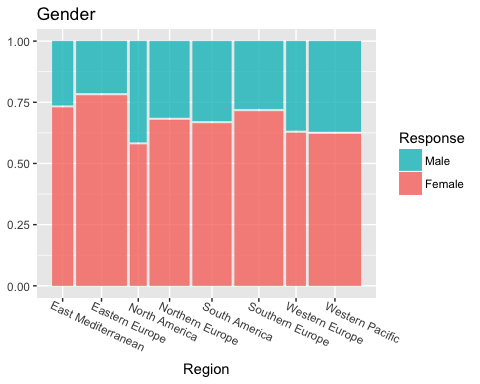 Gender
1.00
0.75
0.50
0.25
0.00
East Mediterranean
Eastern Europe
North America
Northern Europe
South America
Southern Europe
Western Europe
Western Pacific
Region
Response
Male
Female